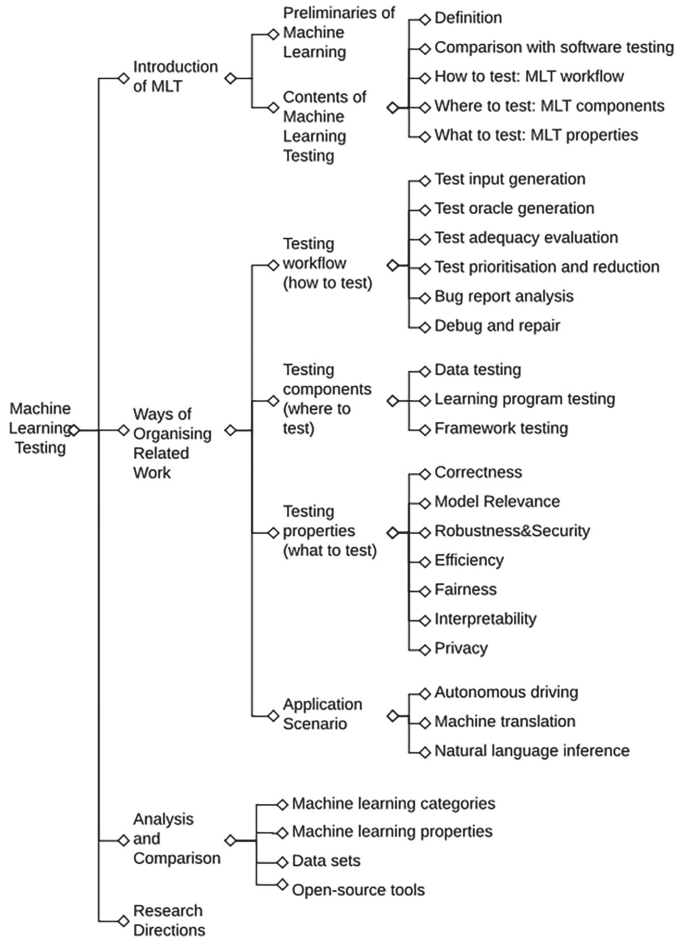 Preliminaries of
Machine
Learning
Definition
Comparison with software testing
Introduction
of MLT
How to test: MLT workflow
Contents of
Machine
Learning
Testing
Where to test: MLT components
What to test: MLT properties
Test input generation
Test oracle generation
Testing
workflow
(how to test)
Test adequacy evaluation
Test prioritisation and reduction
Bug report analysis
Debug and repair
Testing
components
(where to
test)
Data testing
Learning program testing
Framework testing
Machine
Learning
Testing
Ways of
Organising
Related
Work
Correctness
Model Relevance
Testing
properties
(what to test)
Robustness&Security
Efficiency
Fairness
Interpretability
Privacy
Application
Scenario
Autonomous driving
Machine translation
Natural language inference
Analysis
and
Comparison
Machine learning categories
Machine learning properties
Data sets
Open-source tools
Research
Directions